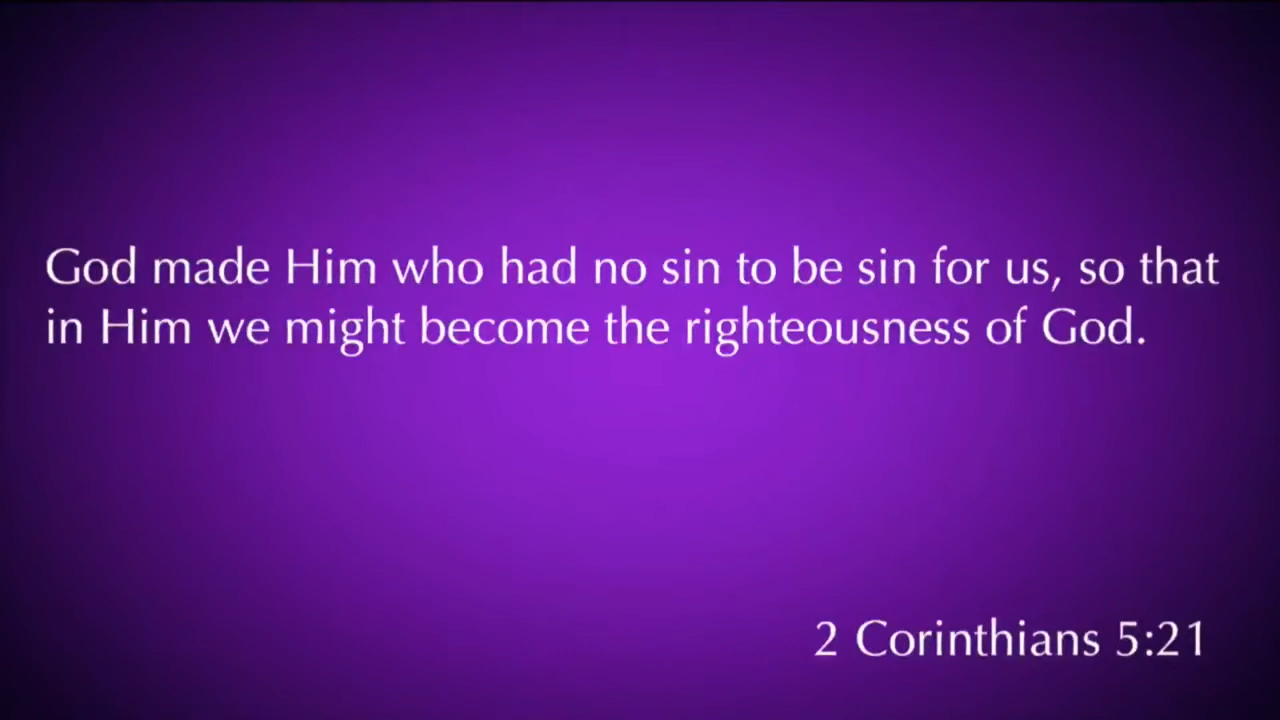 God made Him who had no sin to be sin for us, so that
in Him we might become the righteousness of God.
2 Corinthians 5:21